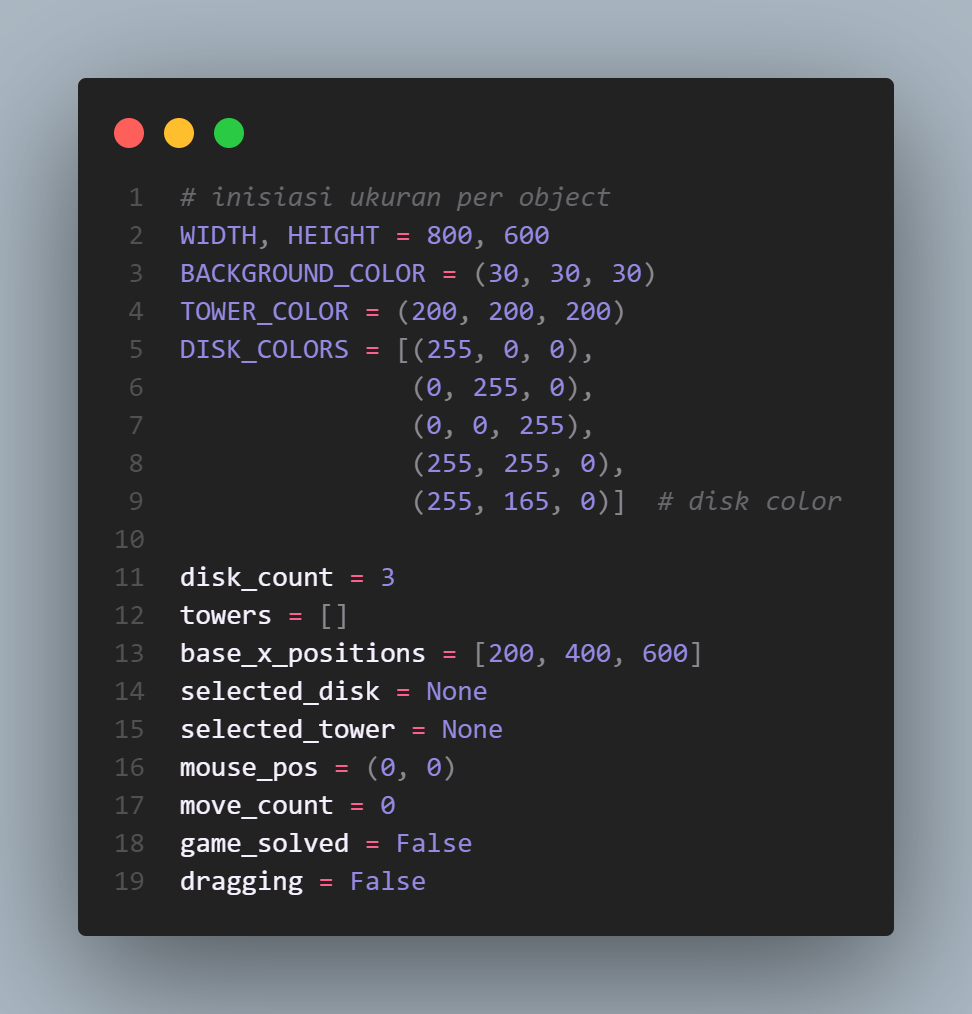 1 # inisiasi ukuran per object
2 WIDTH, HEIGHT = 800, 600
3 BACKGROUND_COLOR = (30, 30, 30)
4 TOWER_COLOR = (200, 200, 200)
5 DISK_COLORS = [(255, 0, 0),
6                (0, 255, 0),
7                (0, 0, 255),
8                (255, 255, 0),
9                (255, 165, 0)]  # disk color
10
11 disk_count = 3
12 towers = []
13 base_x_positions = [200, 400, 600]
14 selected_disk = None
15 selected_tower = None
16 mouse_pos = (0, 0)
17 move_count = 0
18 game_solved = False
19 dragging = False